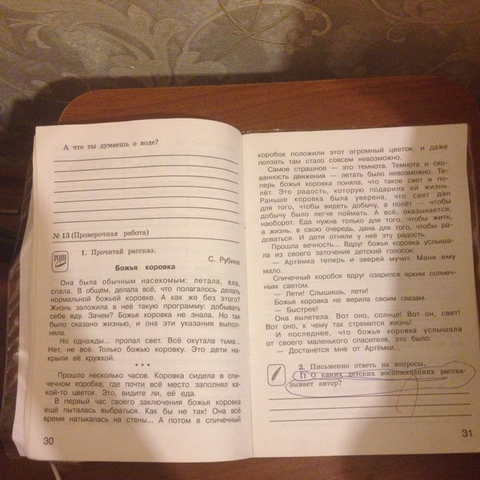 А что ты думаешь о воде?
№ 13 (Проверочная работа)
1. Прочитай рассказ.
С. Рубина
Божья коровка
Она была обычным насекомым: летала, ела,
спала. В общем, делала всё, что полагалось делать
нормальной божьей коровке. А как же без этого?
Жизнь заложила в неё такую программу: добывать
себе еду. Зачем? Божья коровка не знала. Но так
было сказано жизнью, и она эти указания выпол-
няла.
Но однажды... пропал свет. Всё окутала тьма...
Нет, не всё. Только божью коровку. Это дети на-
крыли её кружкой.
* * *
Прошло несколько часов. Коровка сидела в спи-
чечном коробке, где почти всё место заполнял ка-
кой-то цветок. Это, видите ли, её еда.
В первый час своего заключения божья коровка
ещё пыталась выбраться. Как бы не так! Она всё
время натыкалась на стены... А потом в спичечный
30
коробок положили этот огромный цветок, и даже
ползать там стало совсем невозможно.
Самое страшное — это темнота. Темнота и ско-
ванность движения — летать было невозможно. Те-
перь божья коровка поняла, что такое свет и по-
лёт. Это радость, которую подарила ей жизнь.
Раньше коровка была уверена, что свет дан
для того, чтобы видеть добычу, а полёт — чтобы
добычу было легче поймать. А всё, оказывается,
наоборот. Еда нужна только для того, чтобы жить,
а жизнь, в свою очередь, дана для того, чтобы ра-
доваться. И дети отняли у неё эту радость.
Прошла вечность... Вдруг божья коровка услыша-
ла из своего заточения детский голосок:
— Артёмка теперь и зверей мучит. Меня ему
мало.
Спичечный коробок вдруг озарился ярким солнеч-
ным светом.
— Лети! Слышишь, лети!
Божья коровка не верила своим глазам.
— Быстрее!
Она вылетела. Вот оно, солнце! Вот он, свет!
Вот оно, к чему так стремится жизнь!
И последнее, что божья коровка услышала
от своего маленького спасителя, это было:
— Достанется мне от Артёмки...
2. Письменно ответь на вопросы.
1) О каких детских воспоминаниях расска-
зывает автор?
31